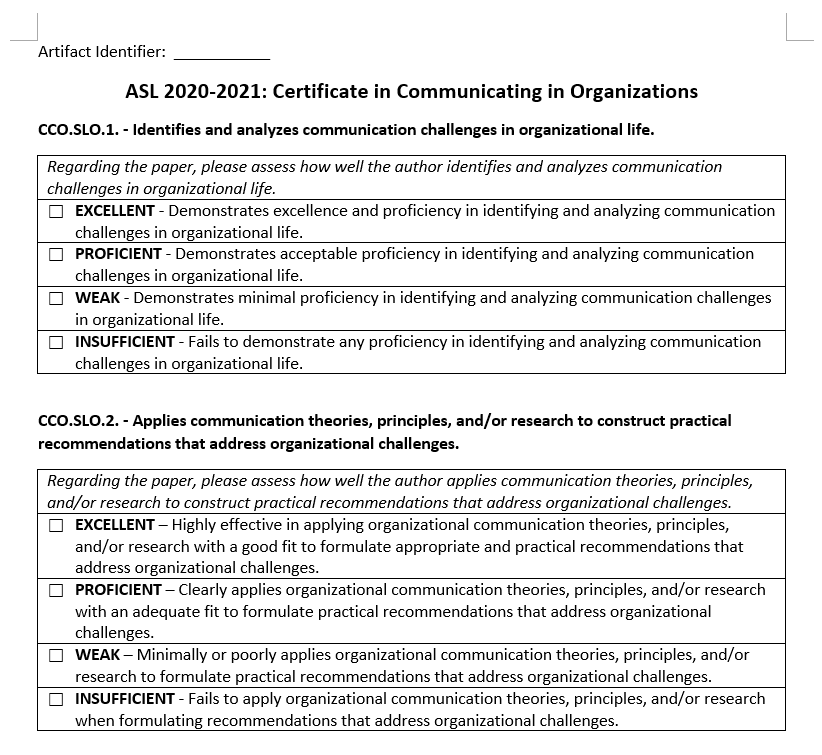 Artifact Identifier: ___________
ASL 2020-2021: Certificate in Communicating in Organizations
CCO.SLO.1. - Identifies and analyzes communication challenges in organizational life.
Regarding the paper, please assess how well the author identifies and analyzes communication
challenges in organizational life.
☐ EXCELLENT - Demonstrates excellence and proficiency in identifying and analyzing communication
challenges in organizational life.
☐ PROFICIENT - Demonstrates acceptable proficiency in identifying and analyzing communication
challenges in organizational life.
☐ WEAK - Demonstrates minimal proficiency in identifying and analyzing communication challenges
in organizational life.
☐ INSUFFICIENT - Fails to demonstrate any proficiency in identifying and analyzing communication
challenges in organizational life.
CCO.SLO.2. - Applies communication theories, principles, and/or research to construct practical
recommendations that address organizational challenges.
Regarding the paper, please assess how well the author applies communication theories, principles,
and/or research to construct practical recommendations that address organizational challenges.
☐ EXCELLENT – Highly effective in applying organizational communication theories, principles,
and/or research with a good fit to formulate appropriate and practical recommendations that
address organizational challenges.
☐ PROFICIENT – Clearly applies organizational communication theories, principles, and/or research
with an adequate fit to formulate practical recommendations that address organizational
challenges.
☐ WEAK – Minimally or poorly applies organizational communication theories, principles, and/or
research to formulate practical recommendations that address organizational challenges.
☐ INSUFFICIENT - Fails to apply organizational communication theories, principles, and/or research
when formulating recommendations that address organizational challenges.